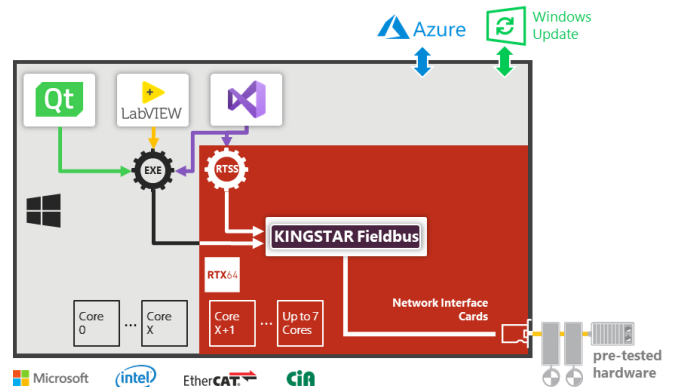 Azure
Windows
Update
Qt
LabVIEW
EXE
RTSS
KINGSTAR Fieldbus
RTX64
Core
0
...
Core
X
Core
X+1
...
Up to 7
Cores
Network Interface
Cards
pre-tested
hardware
Microsoft
(intel)
EtherCAT
CiA